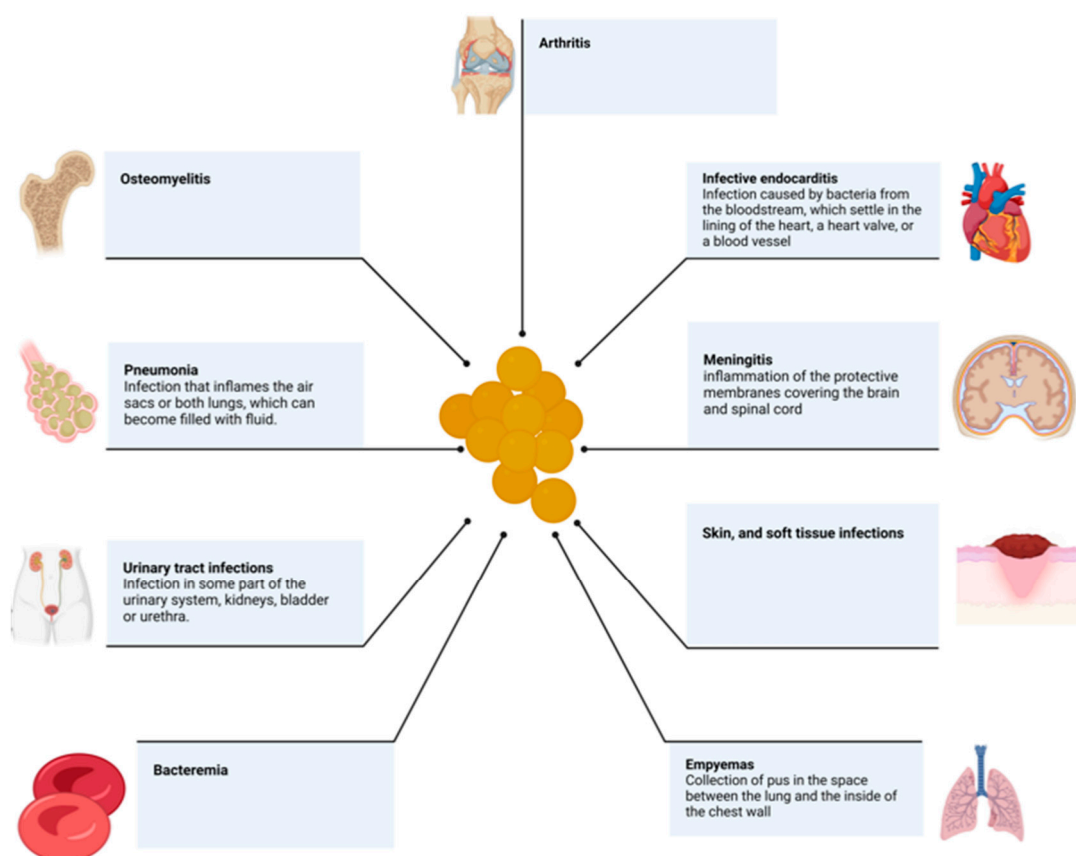 Arthritis
Osteomyelitis
Infective endocarditis
Infection caused by bacteria from
the bloodstream, which settle in the
lining of the heart, a heart valve, or
a blood vessel
Pneumonia
Infection that inflames the air
sacs or both lungs, which can
become filled with fluid.
Meningitis
inflammation of the protective
membranes covering the brain
and spinal cord
Urinary tract infections
Infection in some part of the
urinary system, kidneys, bladder
or urethra.
Skin, and soft tissue infections
Bacteremia
Empyemas
Collection of pus in the space
between the lung and the inside of
the chest wall